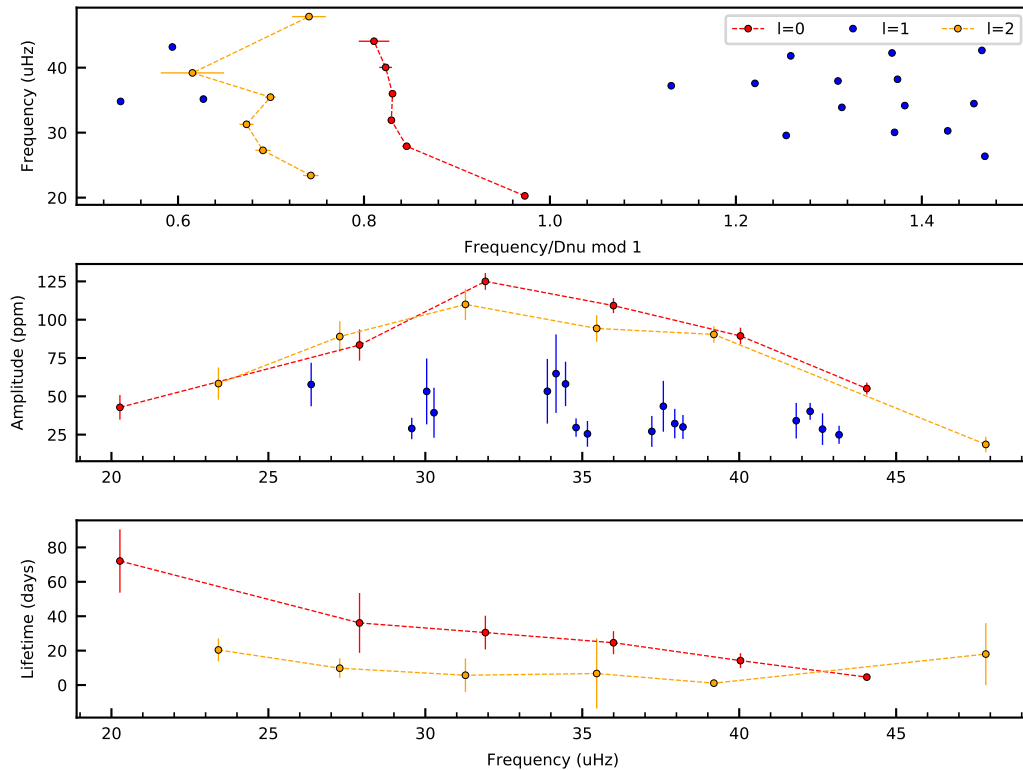 Frequency (uHz)
40
30
20
l=0 l=1 l=2
0.6 0.8 1.0 1.2 1.4
Frequency/Dnu mod 1
Amplitude (ppm)
125
100
75
50
25
20 25 30 35 40 45
Lifetime (days)
80
60
40
20
0
20 25 30 35 40 45
Frequency (uHz)